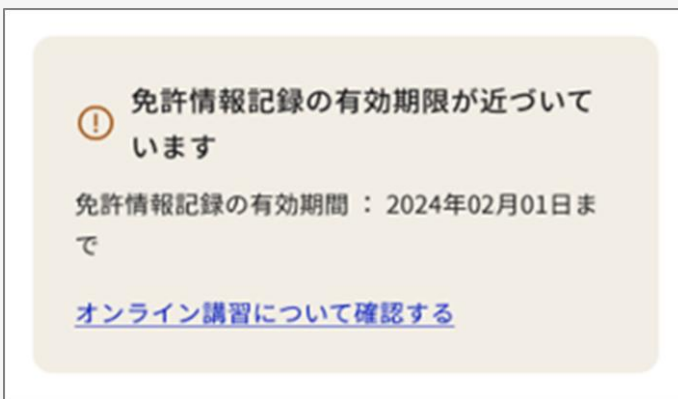 免許情報記録の有効期限が近づいて
います
免許情報記録の有効期間 ： 2024年02月01日ま
で
オンライン講習について確認する